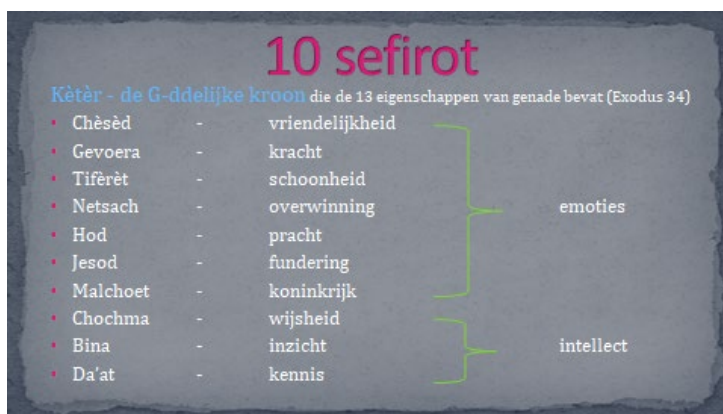 10 sefirot
Kètèr - de G-ddelijke kroon die de 13 eigenschappen van genade bevat (Exodus 34)
• Chèsèd - vriendelijkheid
• Gevoera - kracht
• Tifèrèt - schoonheid
• Netsach - overwinning emoties
• Hod - pracht
• Jesod - fundering
• Malchoet - koninkrijk
• Chochma - wijsheid
• Bina - inzicht intellect
• Da'at - kennis